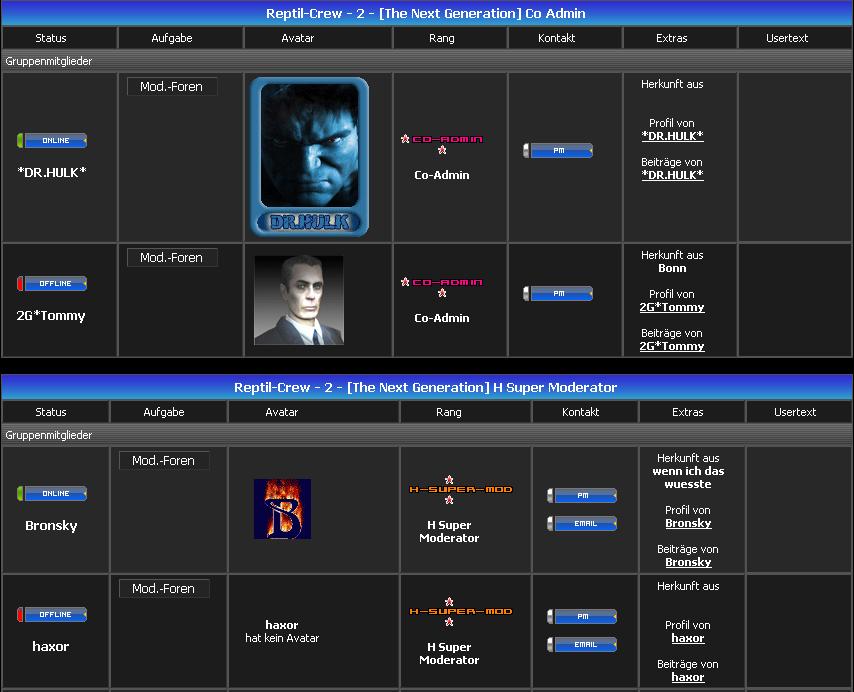 Reptil-Crew - 2 - [The Next Generation] Co Admin
Status Aufgabe Avatar Rang Kontakt Extras Usertext
Gruppenmitglieder
ONLINE
*DR.HULK*
Mod.-Foren
DR.HULK
CO-ADMIN
Co-Admin
PM
Herkunft aus
Profil von
*DR.HULK*
Beiträge von
*DR.HULK*
OFFLINE
2G*Tommy
Mod.-Foren
CO-ADMIN
Co-Admin
PM
Herkunft aus
Bonn
Profil von
2G*Tommy
Beiträge von
2G*Tommy
Reptil-Crew - 2 - [The Next Generation] H Super Moderator
Status Aufgabe Avatar Rang Kontakt Extras Usertext
Gruppenmitglieder
ONLINE
Bronsky
Mod.-Foren
B
H-SUPER-MOD
H Super
Moderator
PM
EMAIL
Herkunft aus
wenn ich das
wuesste
Profil von
Bronsky
Beiträge von
Bronsky
OFFLINE
haxor
Mod.-Foren
haxor
hat kein Avatar
H-SUPER-MOD
H Super
Moderator
PM
EMAIL
Herkunft aus
Profil von
haxor
Beiträge von
haxor